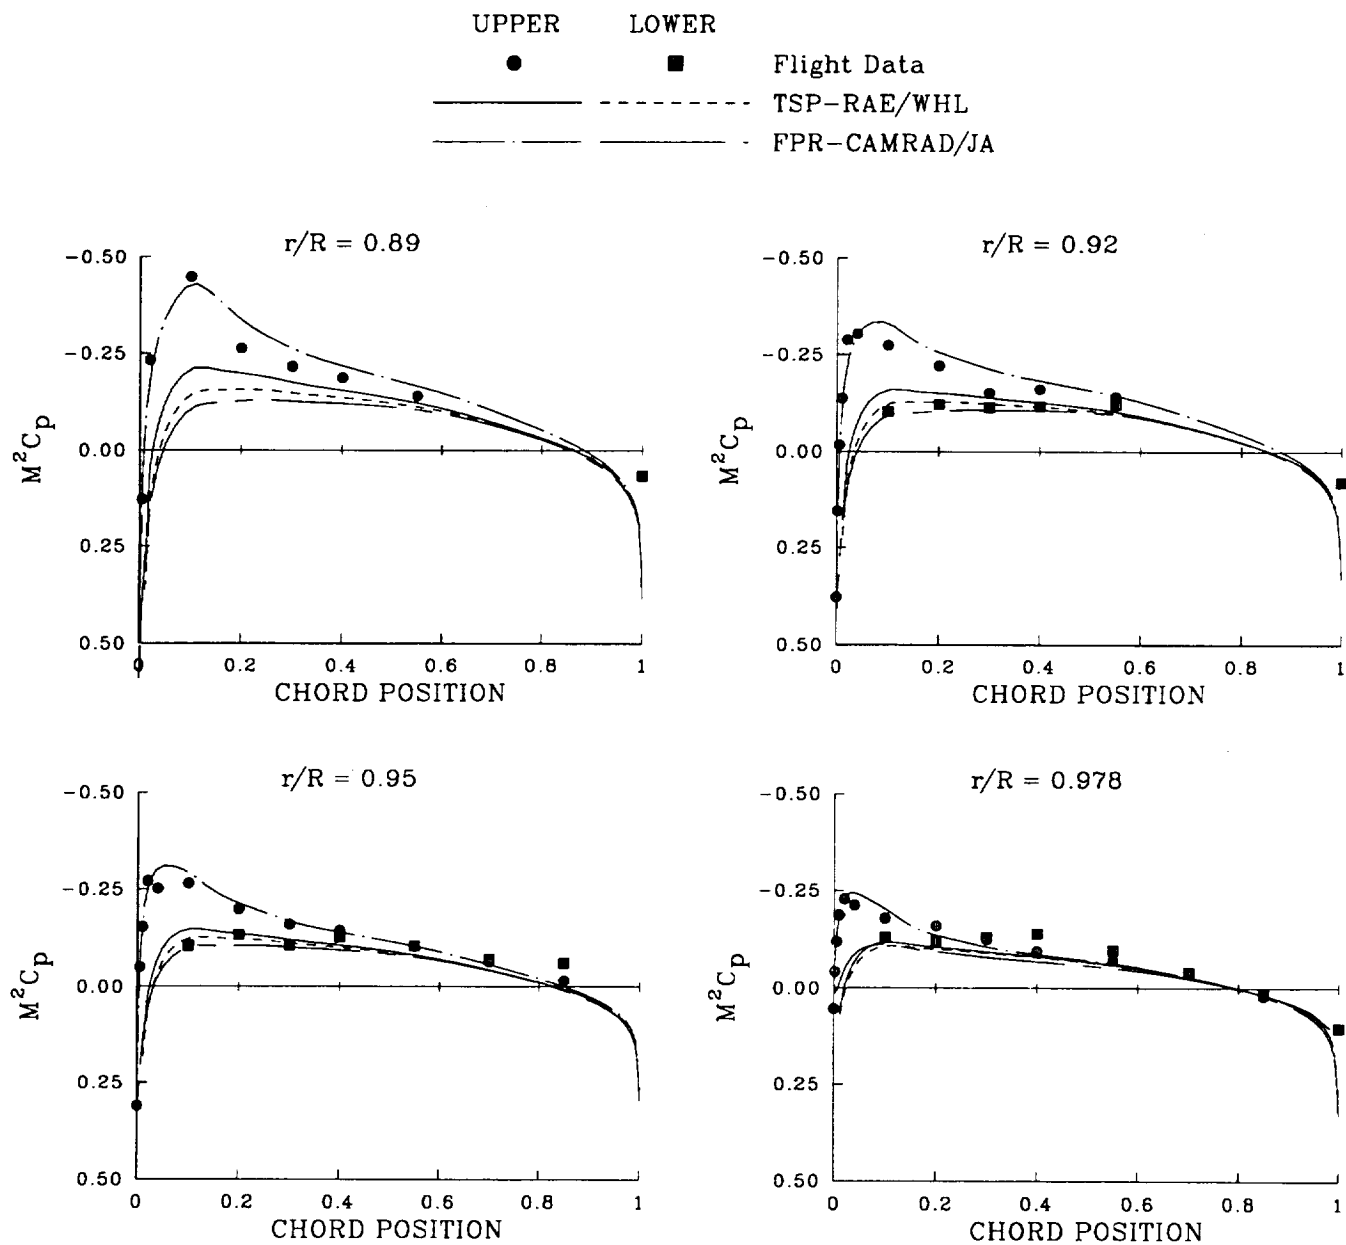 UPPER LOWER
Flight Data
TSP-RAE/WHL
FPR-CAMRAD/JA
r/R = 0.89
-0.50
-0.25
0.00
0.25
0.50
M²Cp
0 0.2 0.4 0.6 0.8 1
CHORD POSITION
r/R = 0.92
-0.50
-0.25
0.00
0.25
0.50
M²Cp
0 0.2 0.4 0.6 0.8 1
CHORD POSITION
r/R = 0.95
-0.50
-0.25
0.00
0.25
0.50
M²Cp
0 0.2 0.4 0.6 0.8 1
CHORD POSITION
r/R = 0.978
-0.50
-0.25
0.00
0.25
0.50
M²Cp
0 0.2 0.4 0.6 0.8 1
CHORD POSITION